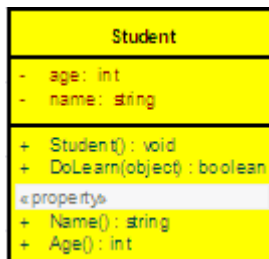 Student
- age: int
- name: string
+ Student() : void
+ DoLearn(object) : boolean
«property»
+ Name() : string
+ Age() : int